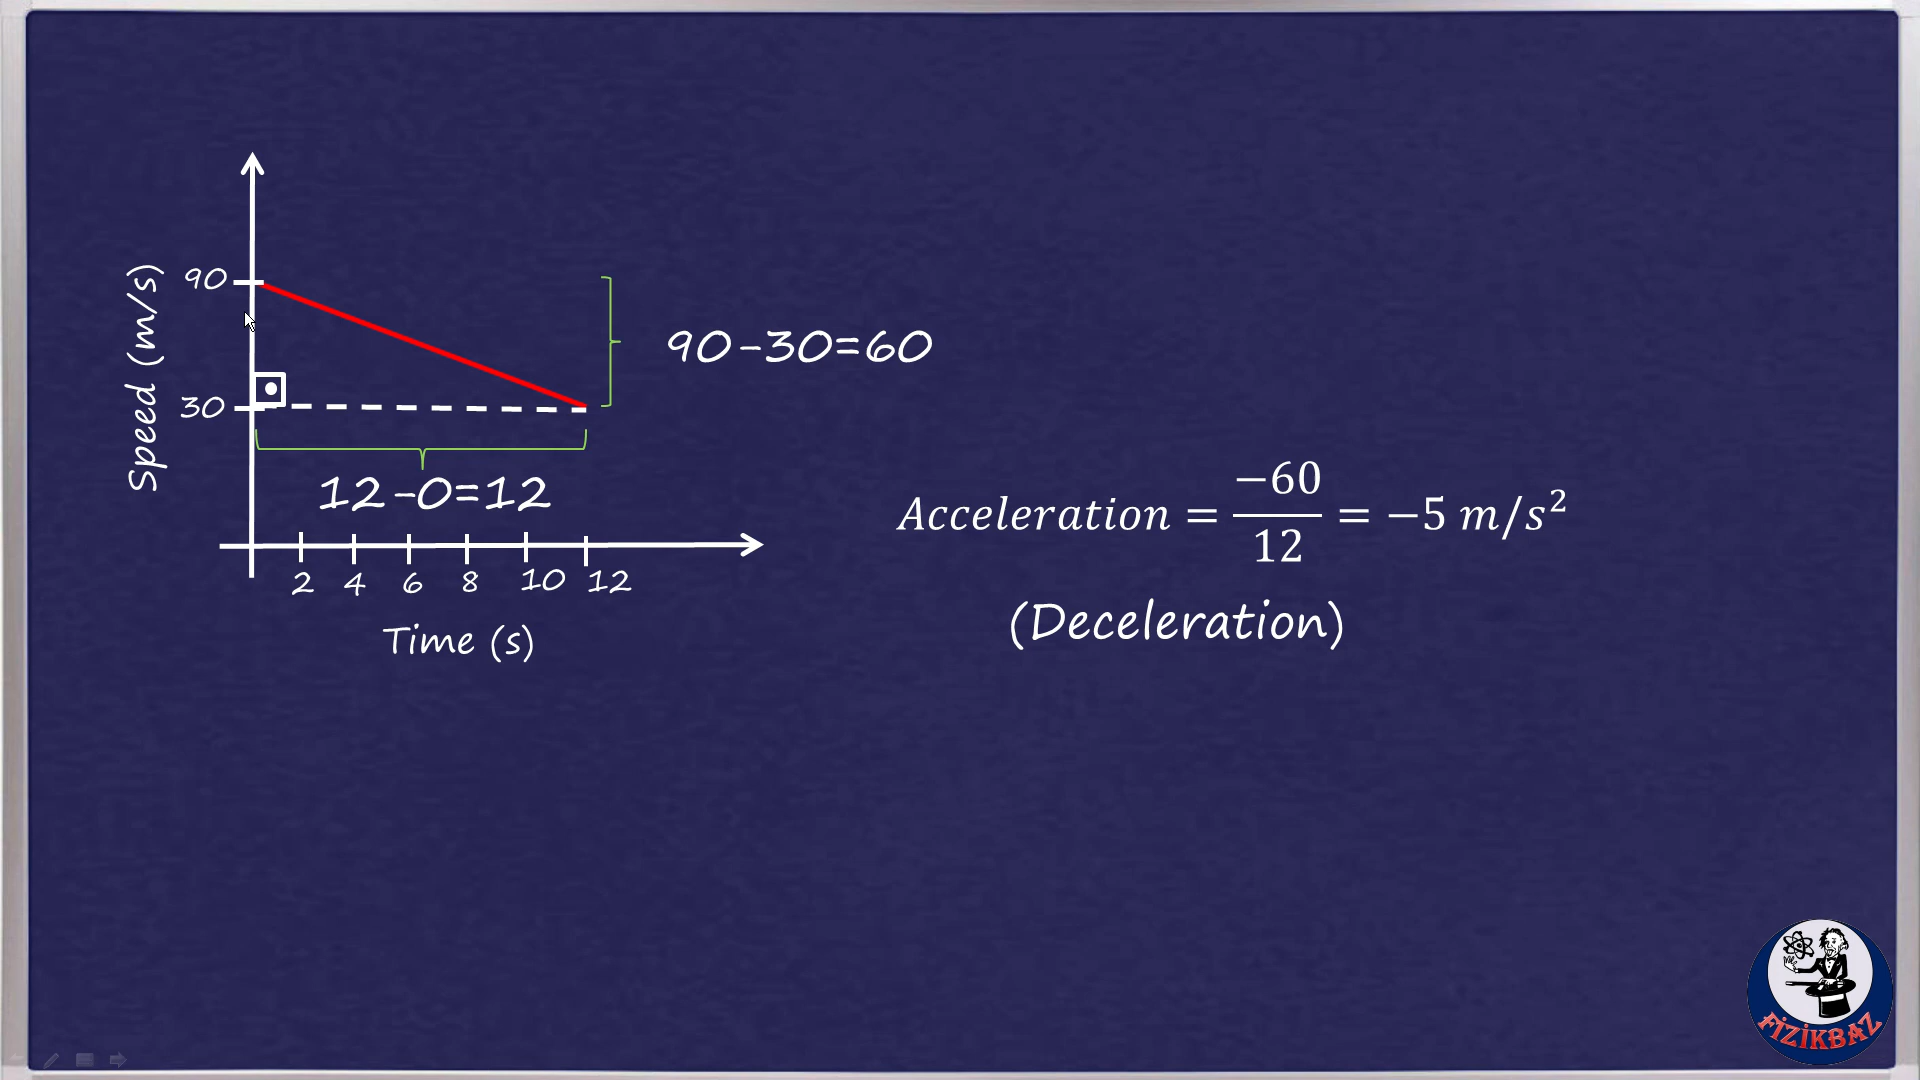 Speed (m/s)
90
30
90-30=60
12-0=12
2 4 6 8 10 12
Time (s)
Acceleration = −60/12 = −5 m/s²
(Deceleration)
FİZİKBAZ